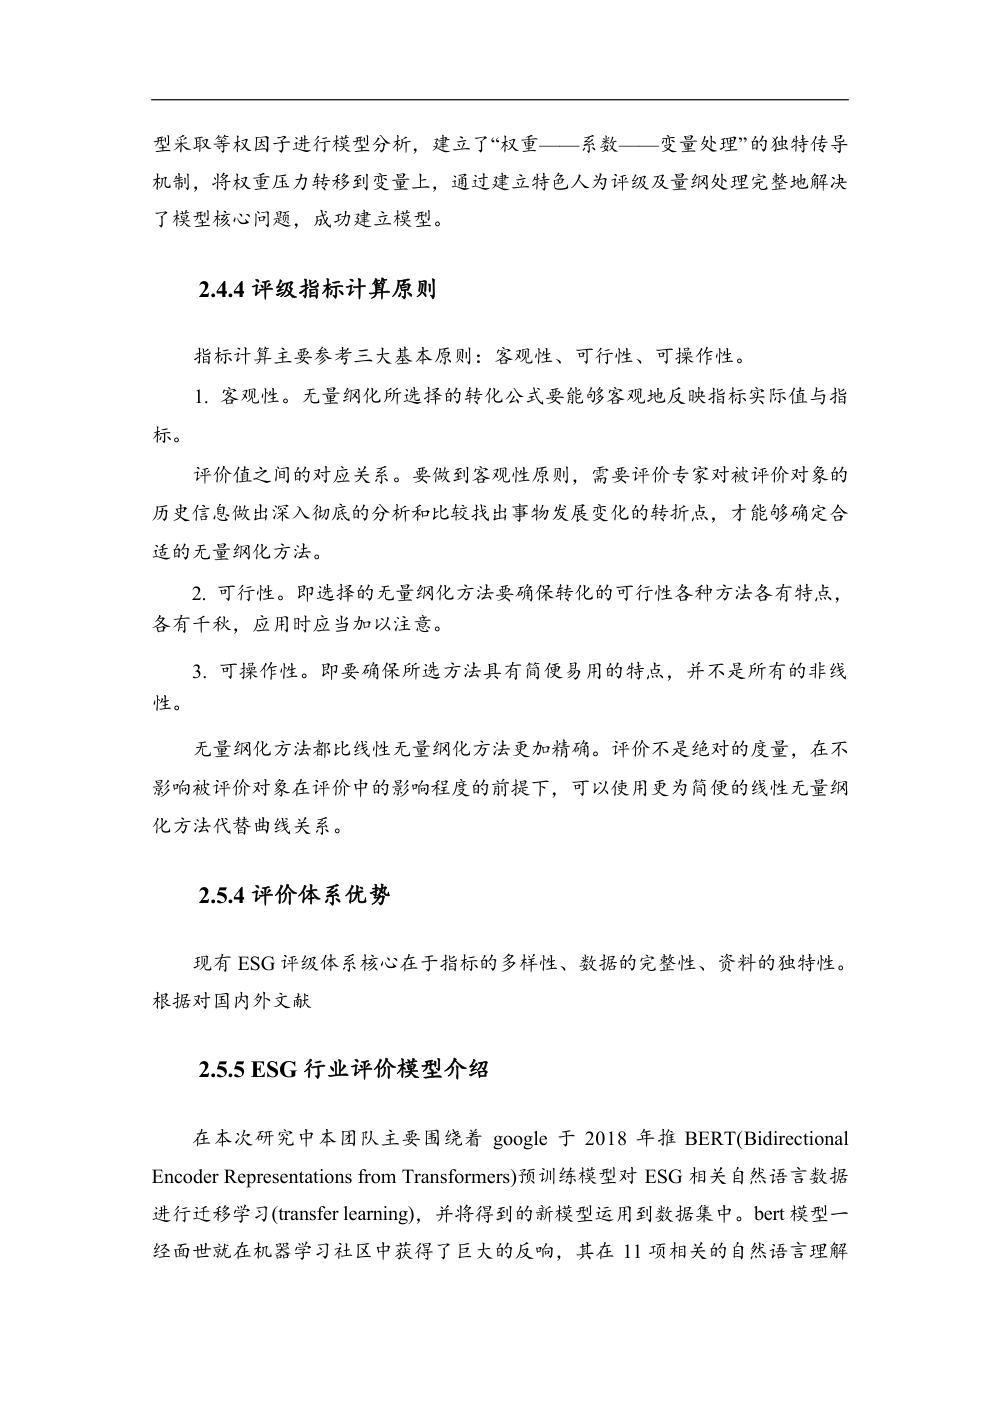 型采取等权因子进行模型分析，建立了“权重——系数——变量处理”的独特传导
机制，将权重压力转移到变量上，通过建立特色人为评级及量纲处理完整地解决
了模型核心问题，成功建立模型。
2.4.4 评级指标计算原则
指标计算主要参考三大基本原则：客观性、可行性、可操作性。
1. 客观性。无量纲化所选择的转化公式要能够客观地反映指标实际值与指
标。
评价值之间的对应关系。要做到客观性原则，需要评价专家对被评价对象的
历史信息做出深入彻底的分析和比较找出事物发展变化的转折点，才能够确定合
适的无量纲化方法。
2. 可行性。即选择的无量纲化方法要确保转化的可行性各种方法各有特点，
各有千秋，应用时应当加以注意。
3. 可操作性。即要确保所选方法具有简便易用的特点，并不是所有的非线
性。
无量纲化方法都比线性无量纲化方法更加精确。评价不是绝对的度量，在不
影响被评价对象在评价中的影响程度的前提下，可以使用更为简便的线性无量纲
化方法代替曲线关系。
2.5.4 评价体系优势
现有 ESG 评级体系核心在于指标的多样性、数据的完整性、资料的独特性。
根据对国内外文献
2.5.5 ESG 行业评价模型介绍
在本次研究中本团队主要围绕着 google 于 2018 年推 BERT(Bidirectional
Encoder Representations from Transformers)预训练模型对 ESG 相关自然语言数据
进行迁移学习(transfer learning)，并将得到的新模型运用到数据集中。bert 模型一
经面世就在机器学习社区中获得了巨大的反响，其在 11 项相关的自然语言理解